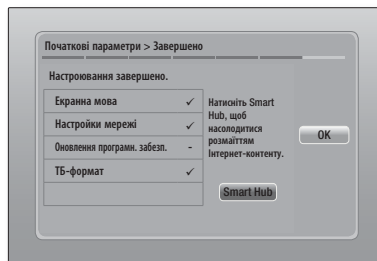 Початкові параметри > Завершено
Настроювання завершено.
Екранна мова ✓
Настройки мережі ✓
Оновлення програмн. забезп. -
ТБ-формат ✓
Натисніть Smart
Hub, щоб
насолодитися
розмаїттям
Інтернет-контенту.
Smart Hub
OK